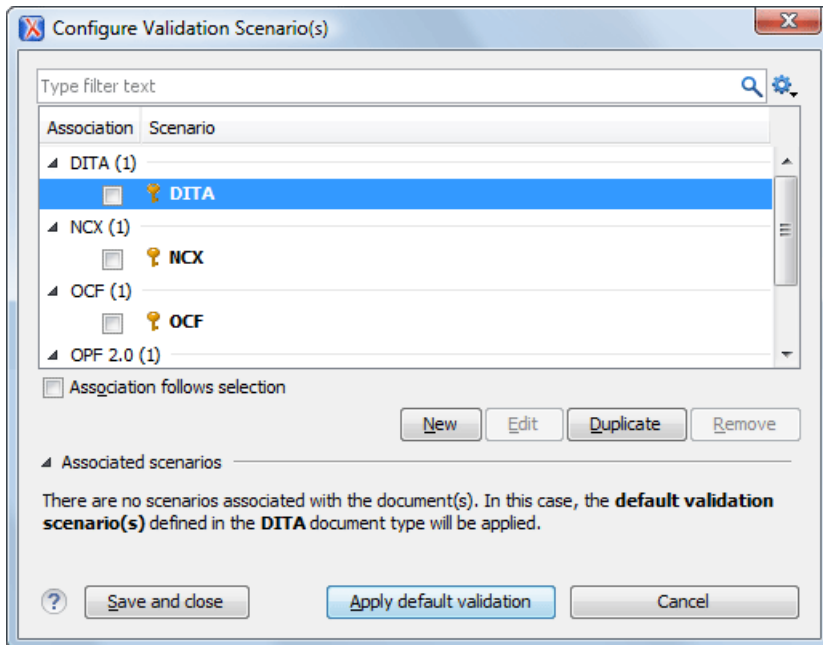 Configure Validation Scenario(s)
Type filter text
Association Scenario
DITA (1)
DITA
NCX (1)
NCX
OCF (1)
OCF
OPF 2.0 (1)
Association follows selection
New Edit Duplicate Remove
Associated scenarios
There are no scenarios associated with the document(s). In this case, the default validation
scenario(s) defined in the DITA document type will be applied.
? Save and close Apply default validation Cancel